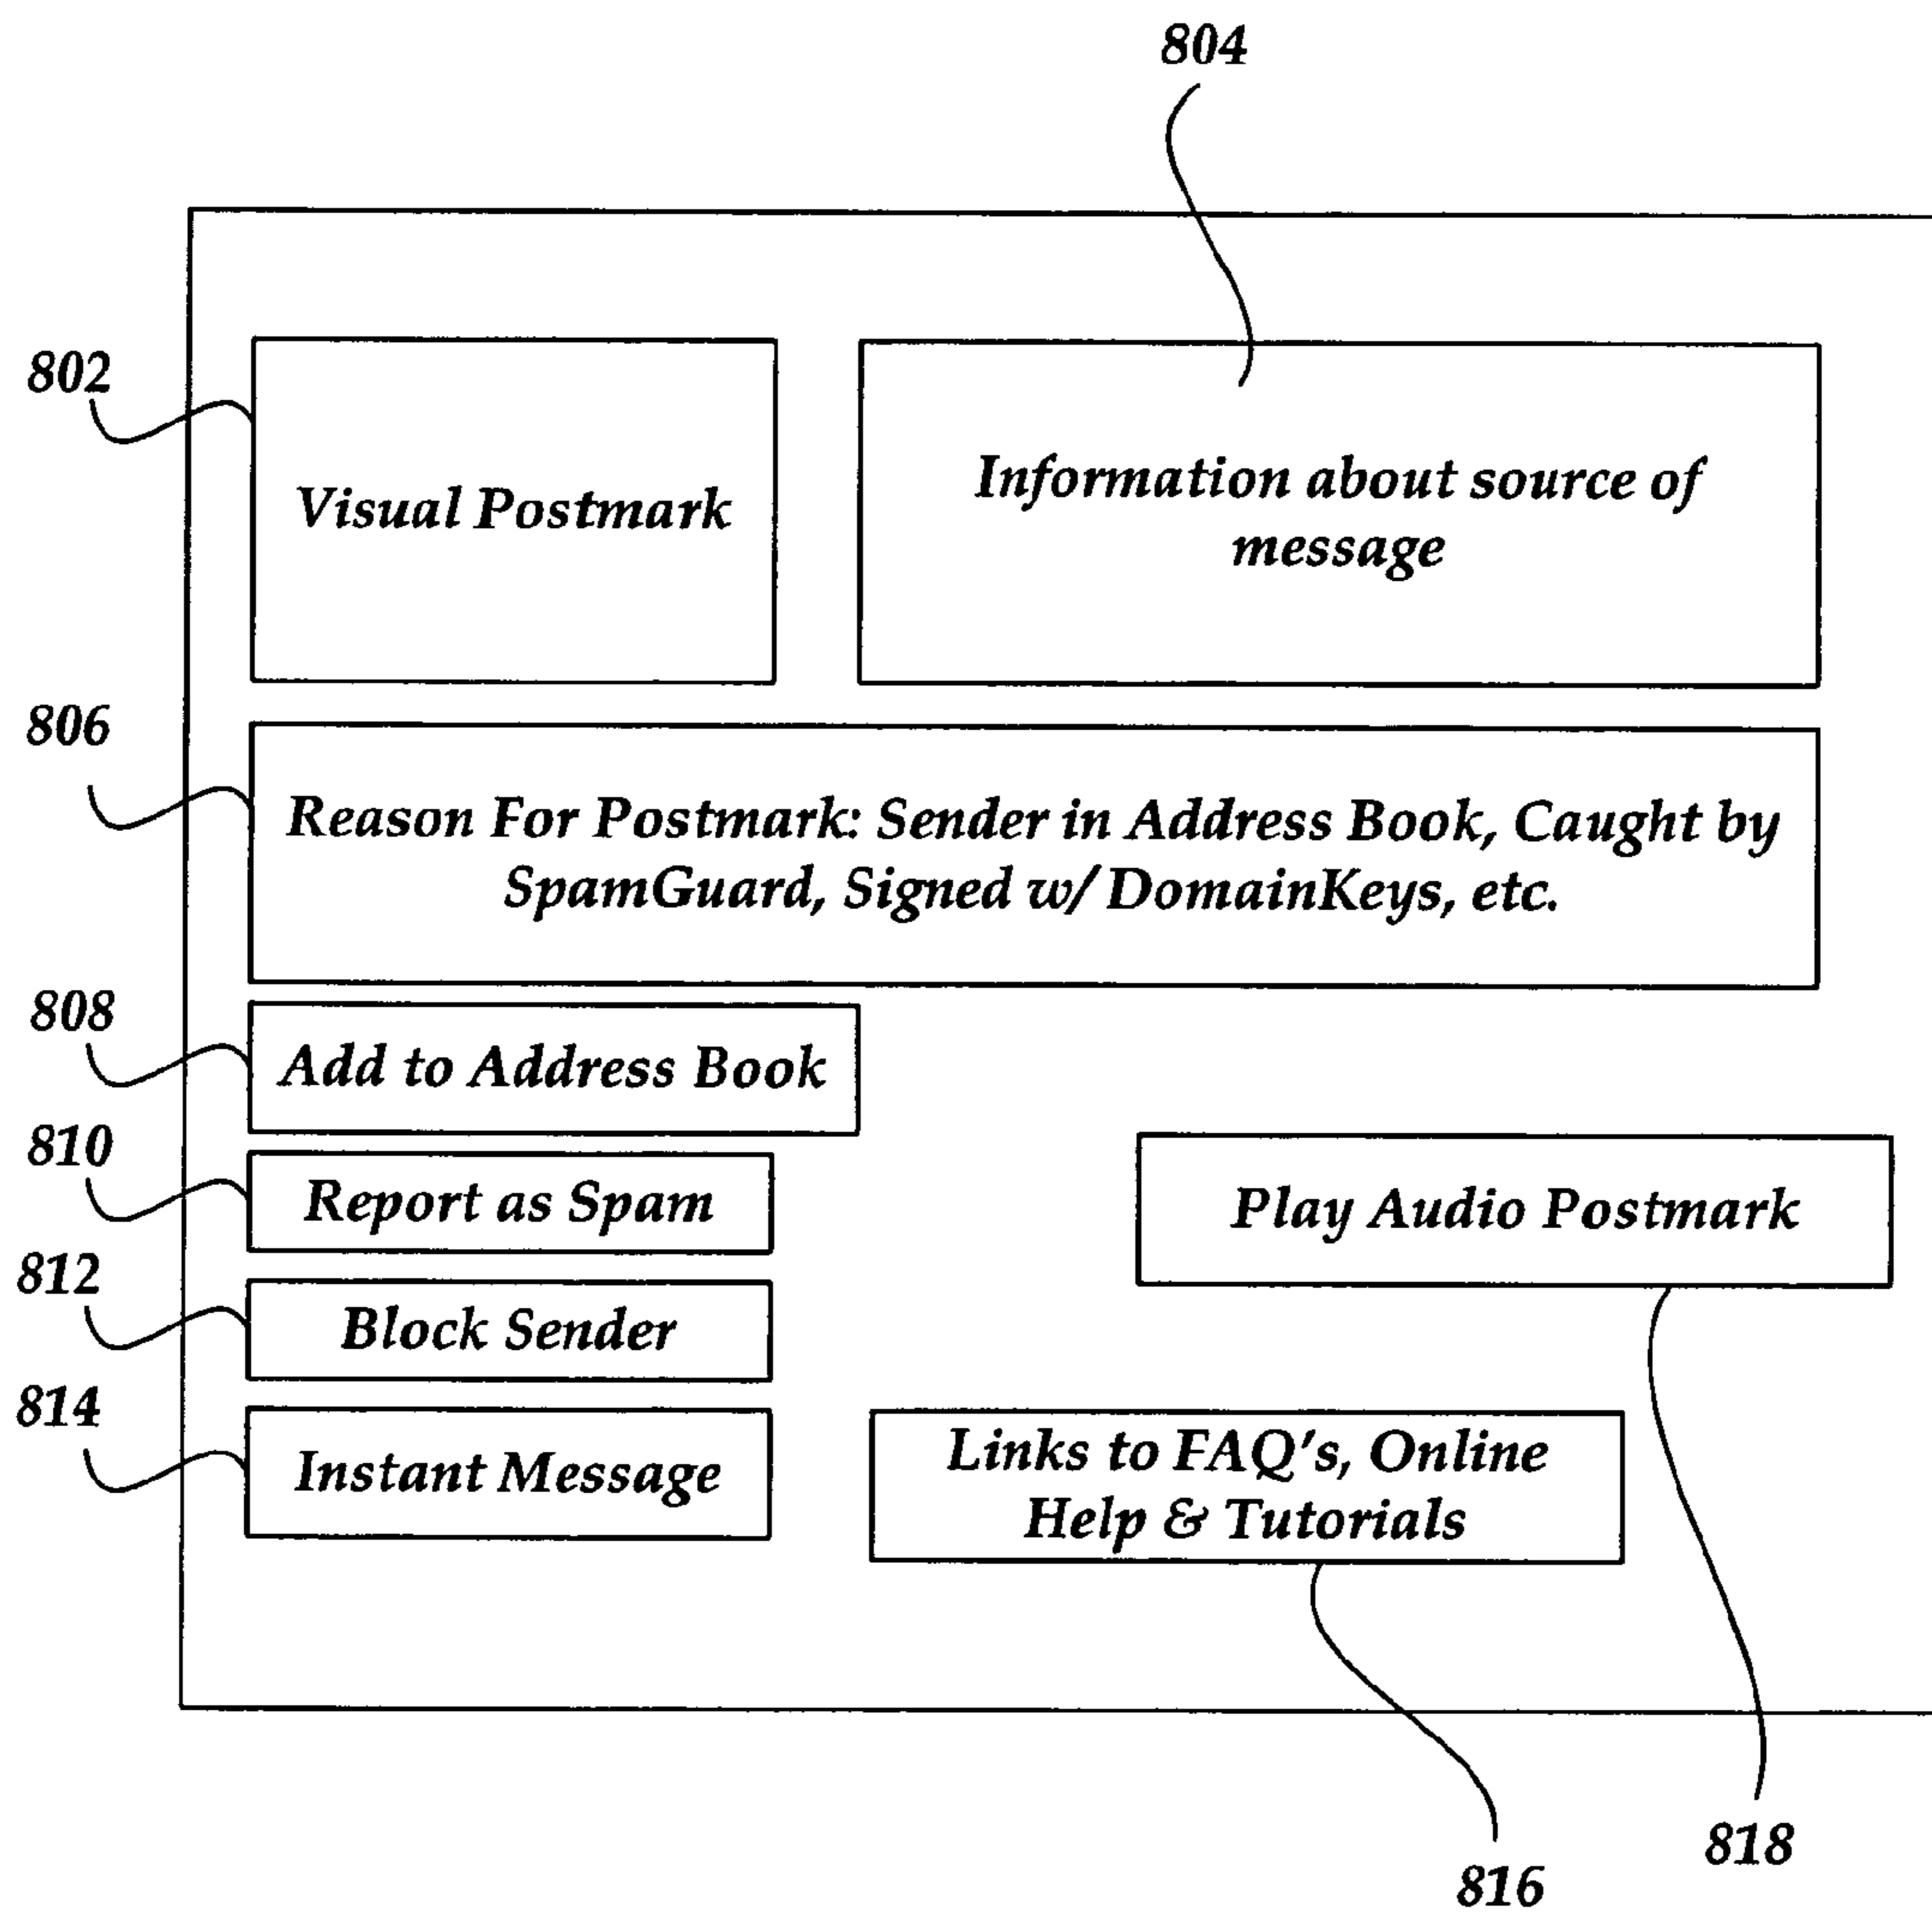 804
802
Visual Postmark
Information about source of
message
806
Reason For Postmark: Sender in Address Book, Caught by
SpamGuard, Signed w/ DomainKeys, etc.
808
Add to Address Book
810
Report as Spam
Play Audio Postmark
812
Block Sender
814
Instant Message
Links to FAQ's, Online
Help & Tutorials
818
816